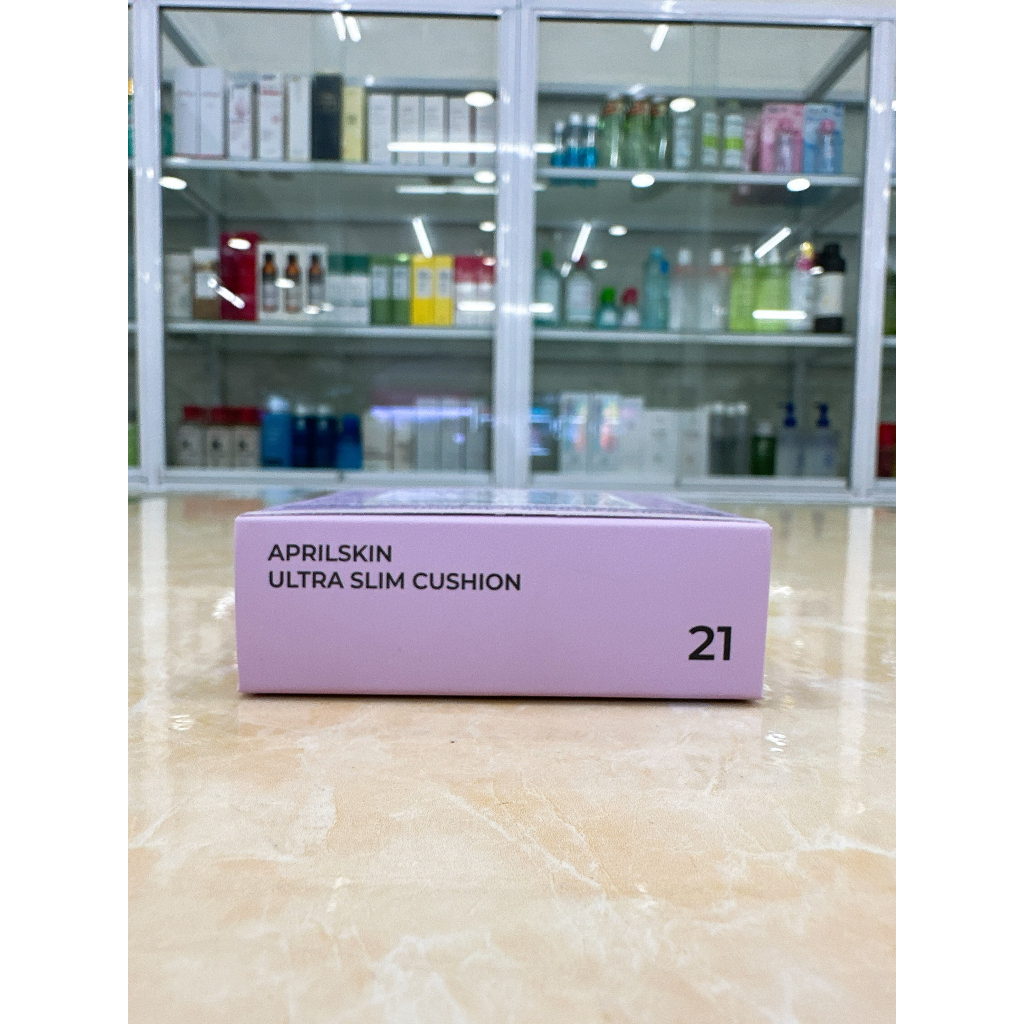 APRILSKIN
ULTRA SLIM CUSHION
21